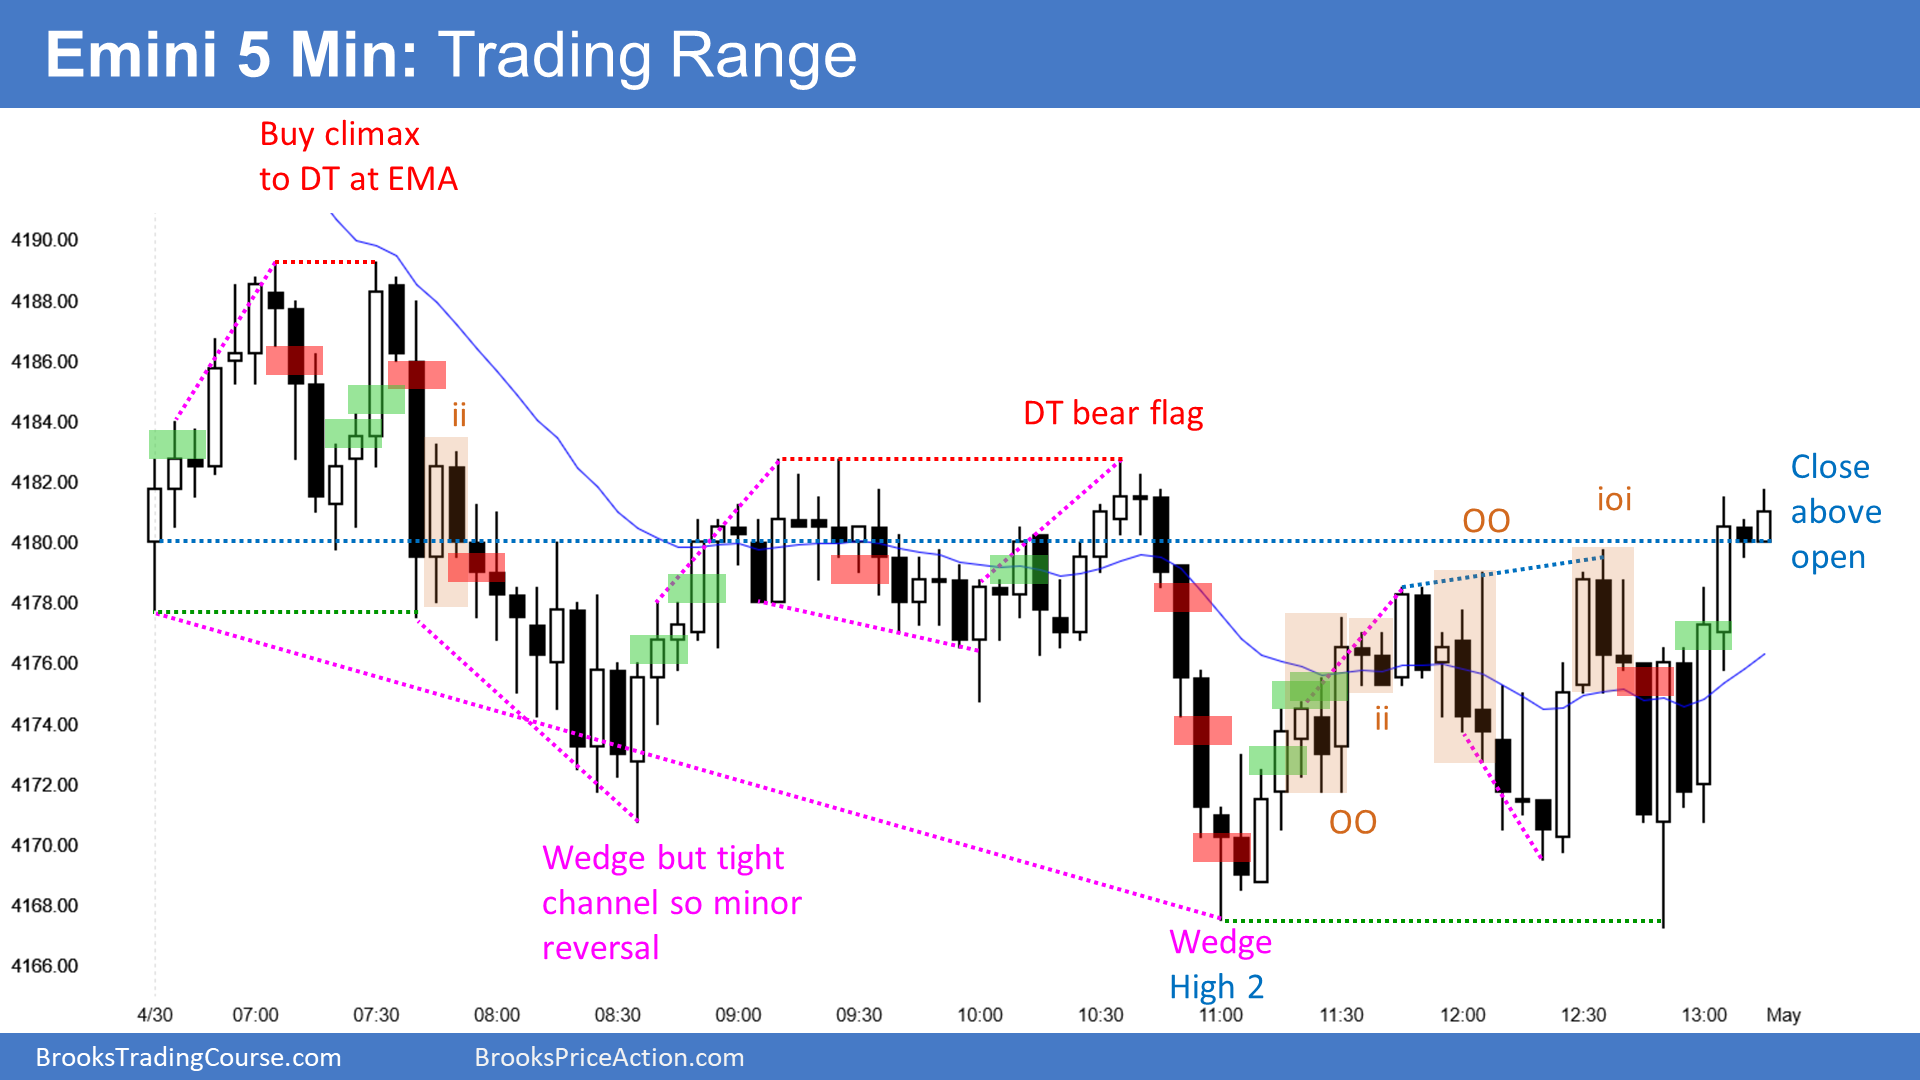 Emini 5 Min: Trading Range
Buy climax
to DT at EMA
4190.00
4188.00
4186.00
4184.00
4182.00
4180.00
4178.00
4176.00
4174.00
4172.00
4170.00
4168.00
4166.00
ii
DT bear flag
OO
ioi
Close
above
open
ii
OO
Wedge but tight
channel so minor
reversal
Wedge
High 2
4/30 07:00 07:30 08:00 08:30 09:00 09:30 10:00 10:30 11:00 11:30 12:00 12:30 13:00 May
BrooksTradingCourse.com BrooksPriceAction.com